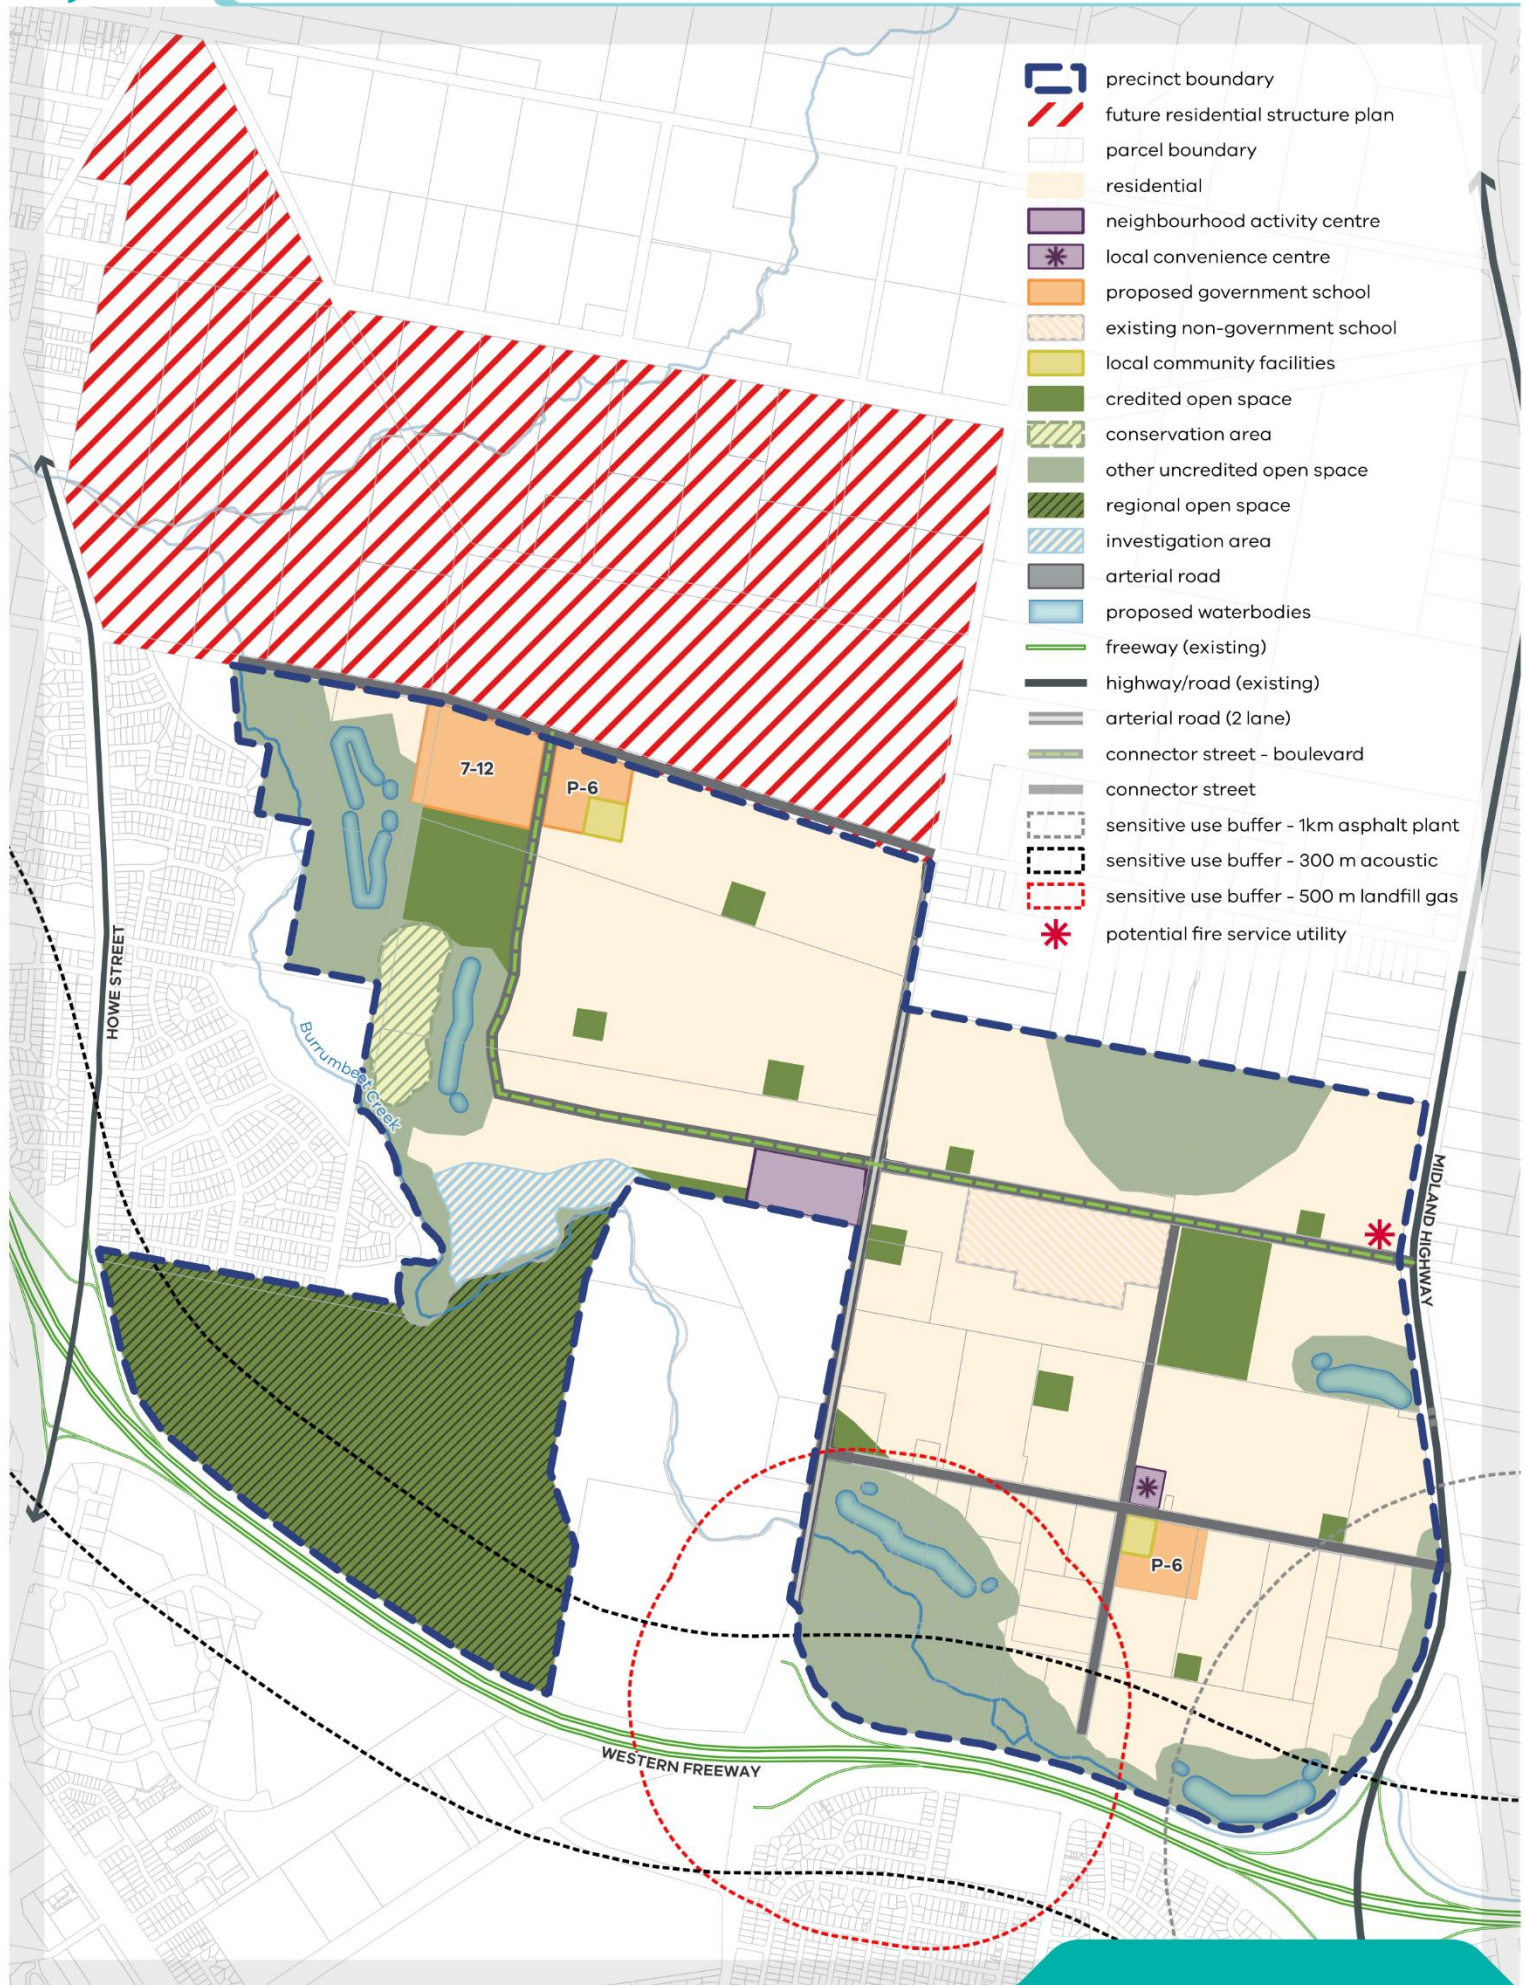 precinct boundary
future residential structure plan
parcel boundary
residential
neighbourhood activity centre
local convenience centre
proposed government school
existing non-government school
local community facilities
credited open space
conservation area
other uncredited open space
regional open space
investigation area
arterial road
proposed waterbodies
freeway (existing)
highway/road (existing)
arterial road (2 lane)
connector street - boulevard
connector street
sensitive use buffer - 1km asphalt plant
sensitive use buffer - 300 m acoustic
sensitive use buffer - 500 m landfill gas
potential fire service utility
7-12
P-6
HOWE STREET
Burrumbeet Creek
MIDLAND HIGHWAY
P-6
WESTERN FREEWAY